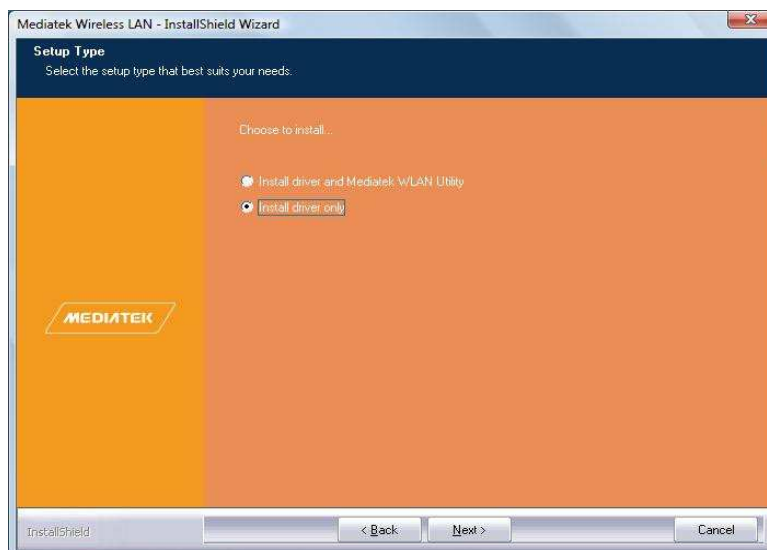 Mediatek Wireless LAN - InstallShield Wizard
Setup Type
Select the setup type that best suits your needs.
Choose to install...
Install driver and Mediatek WLAN Utility
Install driver only
MEDIATEK
InstallShield
< Back
Next >
Cancel